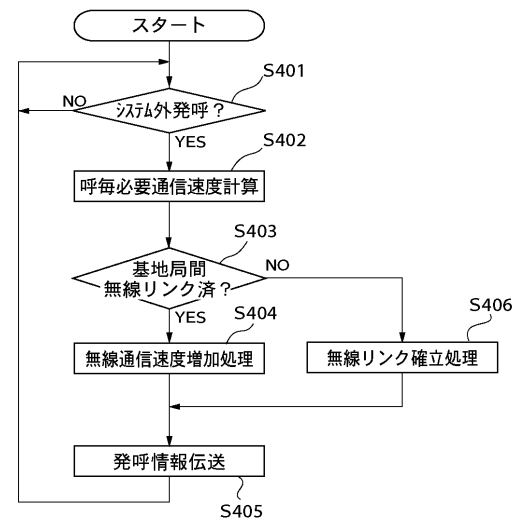 スタート
S401
NO
システム外発呼？
YES
S402
呼毎必要通信速度計算
S403
基地局間
無線リンク済？
NO
YES
S404
S406
無線通信速度増加処理
無線リンク確立処理
発呼情報伝送
S405